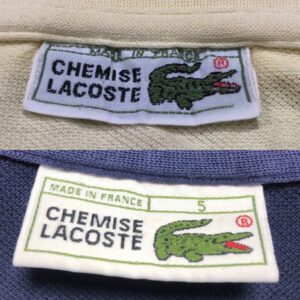 MADE IN FRANCE
CHEMISE
LACOSTE
®
MADE IN FRANCE 5
CHEMISE
LACOSTE
®